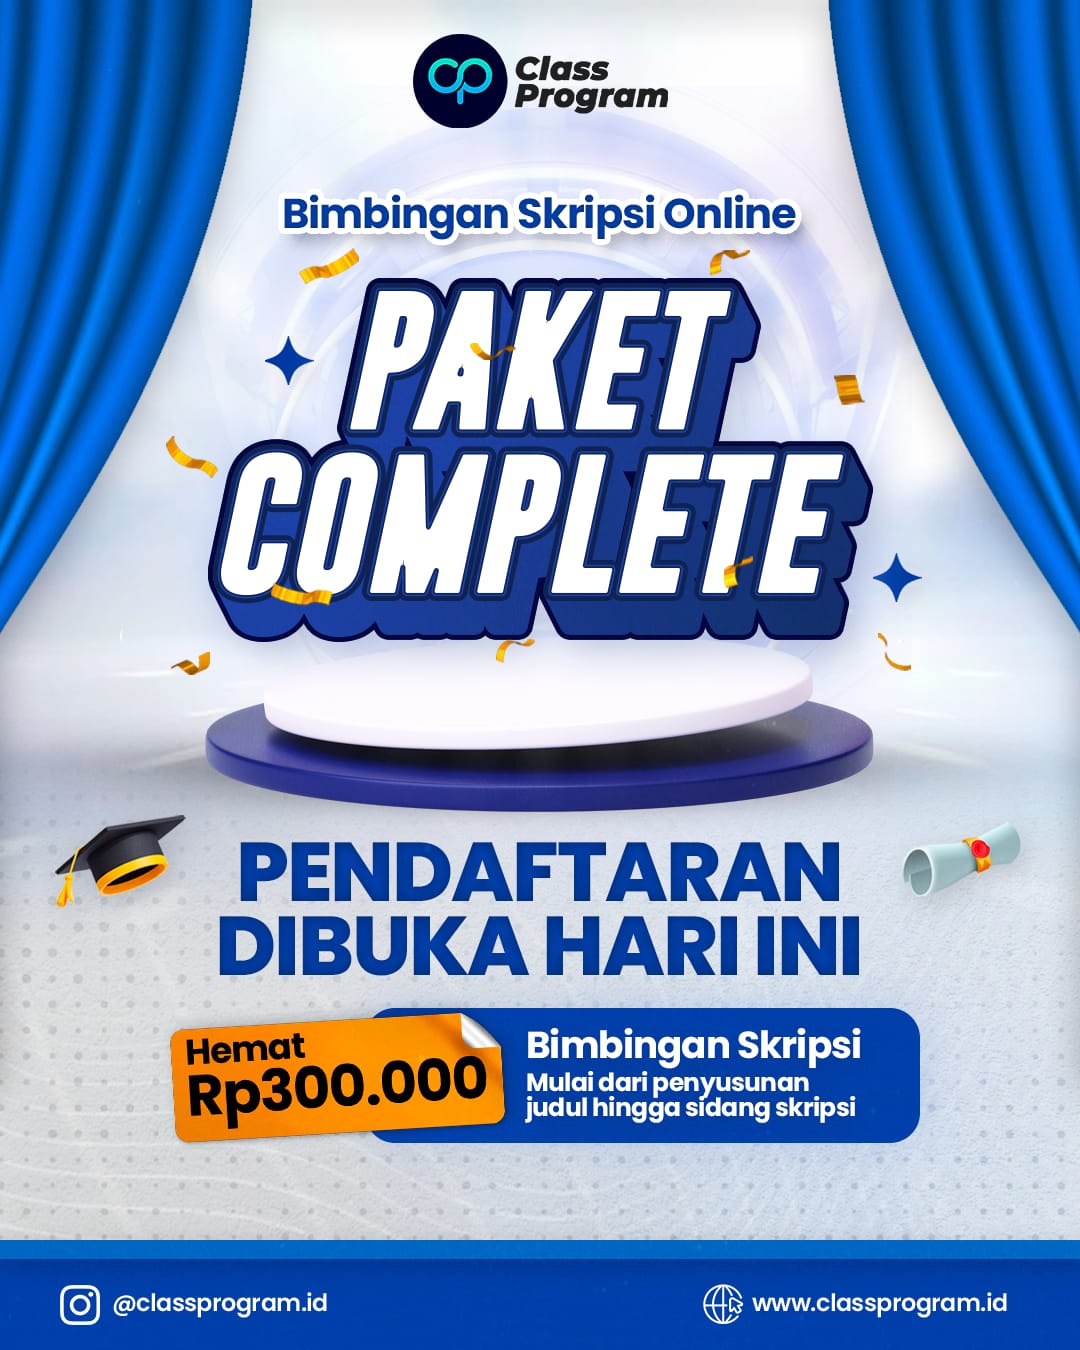 Class
Program
Bimbingan Skripsi Online
PAKET
COMPLETE
PENDAFTARAN
DIBUKA HARI INI
Hemat
Rp300.000
Bimbingan Skripsi
Mulai dari penyusunan
judul hingga sidang skripsi
@classprogram.id
www.classprogram.id